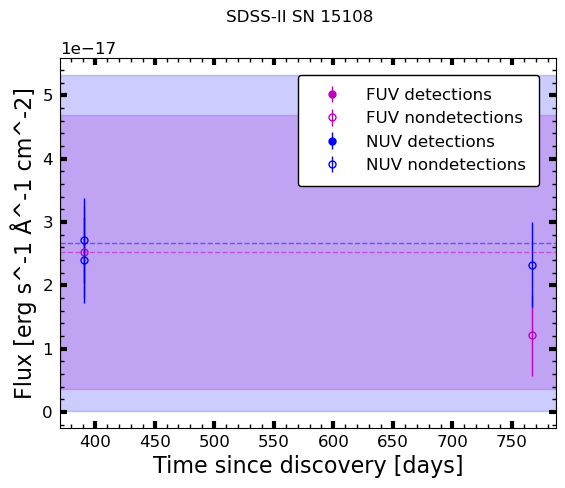 SDSS-II SN 15108
1e−17
FUV detections
FUV nondetections
NUV detections
NUV nondetections
5
4
3
2
1
0
Flux [erg s^-1 Å^-1 cm^-2]
400 450 500 550 600 650 700 750
Time since discovery [days]